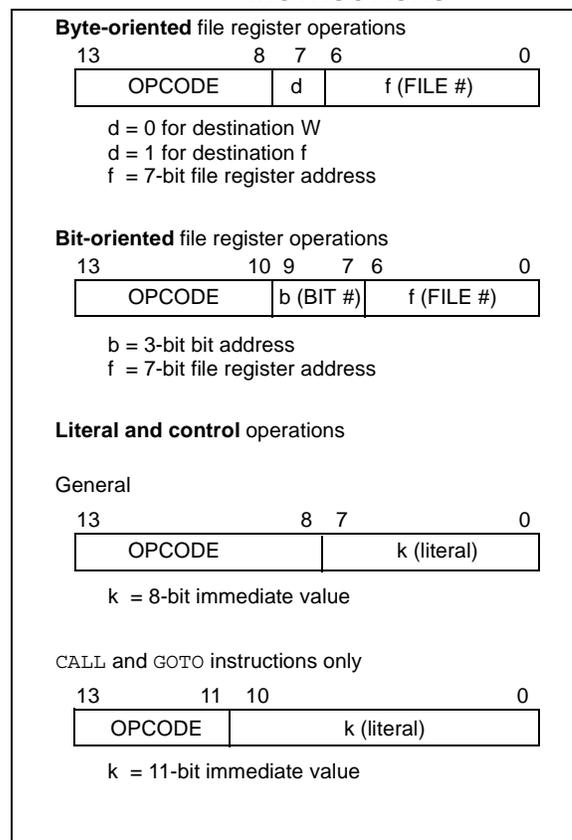 Byte-oriented file register operations
13 8 7 6 0
OPCODE d f (FILE #)
d = 0 for destination W
d = 1 for destination f
f = 7-bit file register address
Bit-oriented file register operations
13 10 9 7 6 0
OPCODE b (BIT #) f (FILE #)
b = 3-bit bit address
f = 7-bit file register address
Literal and control operations
General
13 8 7 0
OPCODE k (literal)
k = 8-bit immediate value
CALL and GOTO instructions only
13 11 10 0
OPCODE k (literal)
k = 11-bit immediate value